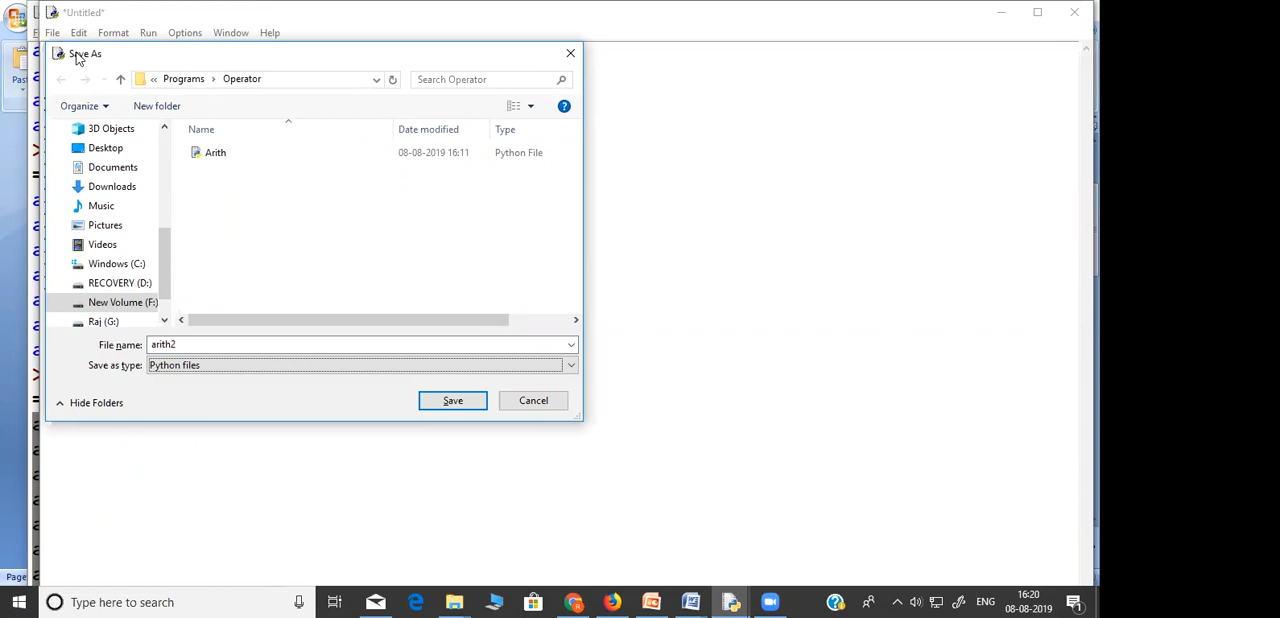 *Untitled*
File Edit Format Run Options Window Help
Save As
« Programs › Operator
Search Operator
Organize New folder
Name Date modified Type
3D Objects
Arith 08-08-2019 16:11 Python File
Desktop
Documents
Downloads
Music
Pictures
Videos
Windows (C:)
RECOVERY (D:)
New Volume (F:)
Raj (G:)
File name: arith2
Save as type: Python files
Hide Folders Save Cancel
Page
Type here to search
ENG 16:20
08-08-2019
1